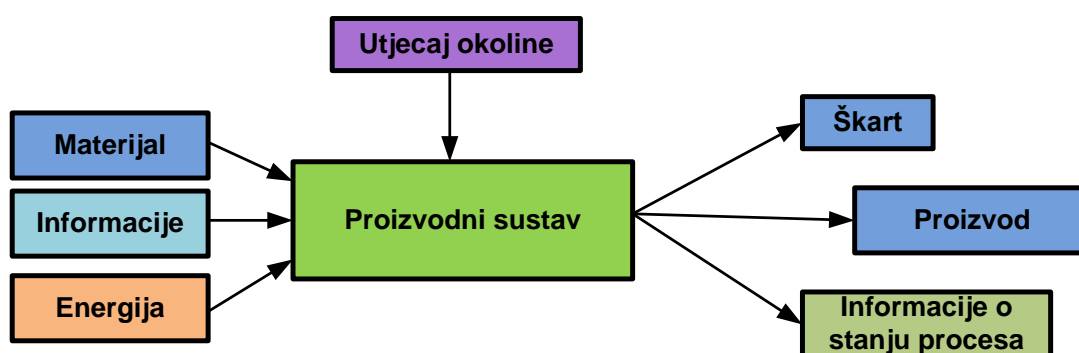 Utjecaj okoline
Materijal
Informacije
Energija
Proizvodni sustav
Škart
Proizvod
Informacije o
stanju procesa